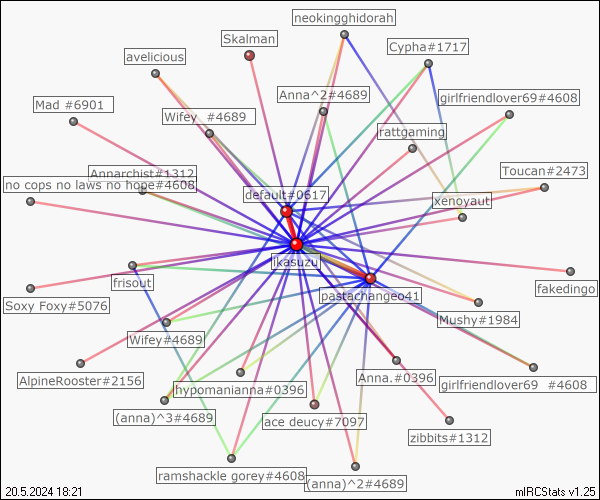 neokingghidorah
Skalman
Cypha#1717
avelicious
Anna^2#4689
girlfriendlover69#4608
Mad #6901
Wifey  #4689
rattgaming
Annarchist#1312
Toucan#2473
no cops no laws no hope#4608
default#0617
xenoyaut
ikasuzu
frisout
pastachangeo41
fakedingo
Soxy Foxy#5076
Mushy#1984
Wifey#4689
AlpineRooster#2156
hypomanianna#0396
Anna.#0396
girlfriendlover69  #4608
(anna)^3#4689
ace deucy#7097
zibbits#1312
ramshackle gorey#4608
(anna)^2#4689
20.5.2024 18:21
mIRCStats v1.25